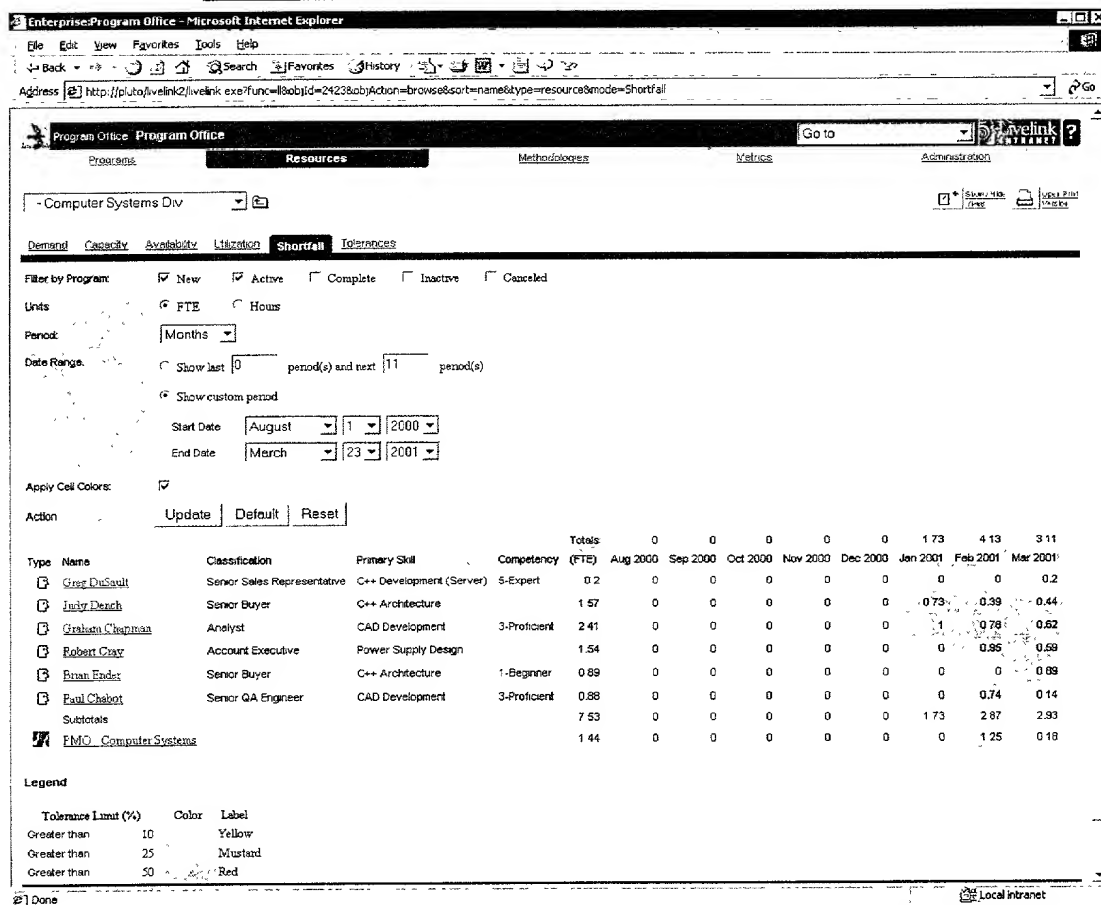 Enterprise:Program Office - Microsoft Internet Explorer
File Edit View Favorites Tools Help
Back Search Favorites History
Address http://pluto/livelink2/livelink exe?func=ll&objId=2423&objAction=browse&sort=name&type=resource&mode=Shortfall Go
Program Office Program Office Go to Livelink INTRANET ?
Programs Resources Methodologies Metrics Administration
- Computer Systems Div Show/Hide Open Print Version
Demand Capacity Availability Utilization Shortfall Tolerances
Filter by Program: New Active Complete Inactive Canceled
Units FTE Hours
Period: Months
Date Range. Show last 0 period(s) and next 11 period(s)
Show custom period
Start Date August 1 2000
End Date March 23 2001
Apply Cell Colors:
Action Update Default Reset
Totals 0 0 0 0 0 1 73 4 13 3 11
Type Name Classification Primary Skill Competency (FTE) Aug 2000 Sep 2000 Oct 2000 Nov 2000 Dec 2000 Jan 2001 Feb 2001 Mar 2001
Greg DuSault Senior Sales Representative C++ Development (Server) 5-Expert 0 2 0 0 0 0 0 0 0 0.2
Judy Dench Senior Buyer C++ Architecture 1 57 0 0 0 0 0 0 73 0.39 0.44
Graham Chapman Analyst CAD Development 3-Proficient 2 41 0 0 0 0 0 1 0 78 0.62
Robert Cray Account Executive Power Supply Design 1.54 0 0 0 0 0 0 0.95 0.59
Brian Ender Senior Buyer C++ Architecture 1-Beginner 0 89 0 0 0 0 0 0 0 0 89
Paul Chabot Senior QA Engineer CAD Development 3-Proficient 0.88 0 0 0 0 0 0 0.74 0 14
Subtotals 7 53 0 0 0 0 0 1 73 2 87 2.93
PMO Computer Systems 1 44 0 0 0 0 0 0 1 25 0 18
Legend
Tolerance Limit (%) Color Label
Greater than 10 Yellow
Greater than 25 Mustard
Greater than 50 Red
Done Local intranet